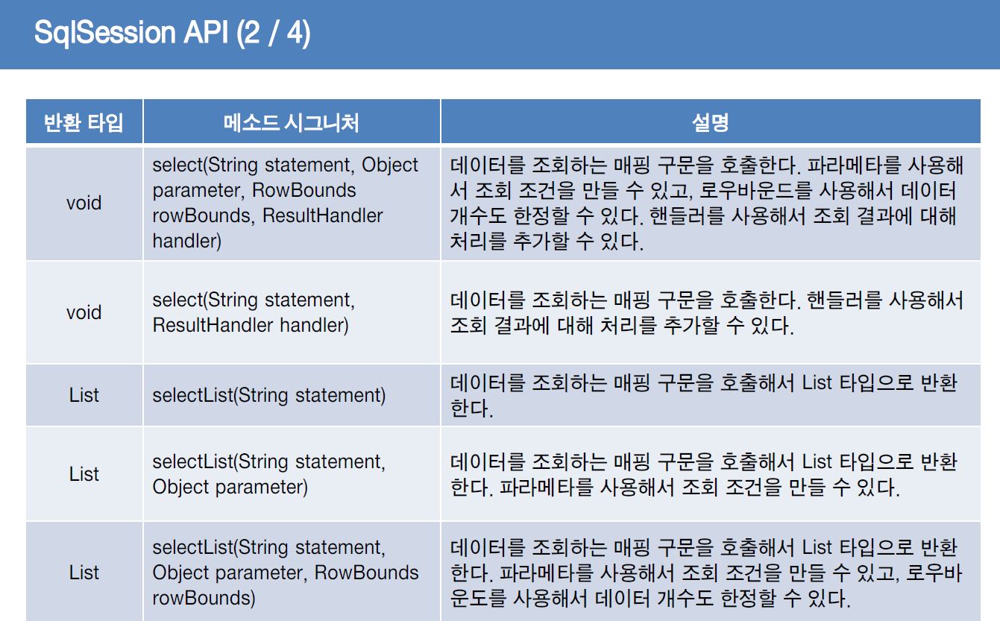 SqlSession API (2 / 4)
반환 타입
메소드 시그니처
설명
void
select(String statement, Object
parameter, RowBounds
rowBounds, ResultHandler
handler)
데이터를 조회하는 매핑 구문을 호출한다. 파라메타를 사용해
서 조회 조건을 만들 수 있고, 로우바운드를 사용해서 데이터
개수도 한정할 수 있다. 핸들러를 사용해서 조회 결과에 대해
처리를 추가할 수 있다.
void
select(String statement,
ResultHandler handler)
데이터를 조회하는 매핑 구문을 호출한다. 핸들러를 사용해서
조회 결과에 대해 처리를 추가할 수 있다.
List
selectList(String statement)
데이터를 조회하는 매핑 구문을 호출해서 List 타입으로 반환
한다.
List
selectList(String statement,
Object parameter)
데이터를 조회하는 매핑 구문을 호출해서 List 타입으로 반환
한다. 파라메타를 사용해서 조회 조건을 만들 수 있다.
List
selectList(String statement,
Object parameter, RowBounds
rowBounds)
데이터를 조회하는 매핑 구문을 호출해서 List 타입으로 반환
한다. 파라메타를 사용해서 조회 조건을 만들 수 있고, 로우바
운도를 사용해서 데이터 개수도 한정할 수 있다.